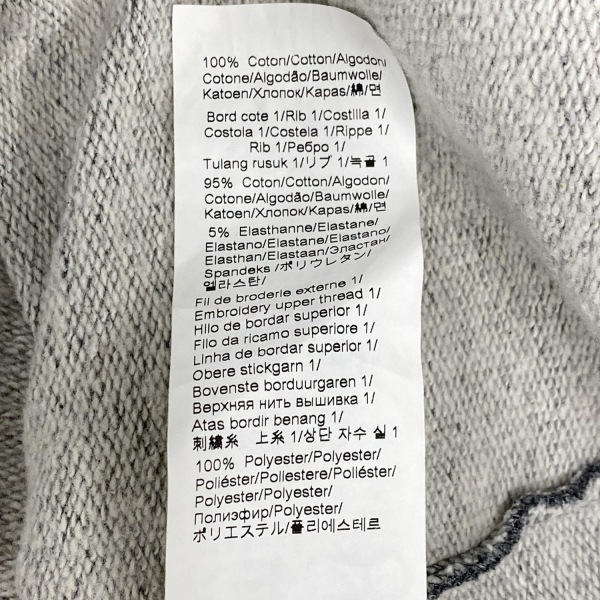 100% Coton/Cotton/Algodon/
Cotone/Algodão/Baumwolle/
Katoen/Хлопок/Kapas/綿/면
Bord cote 1/Rib 1/Costilla 1/
Costola 1/Costela 1/Rippe 1/
Rib 1/Ребро 1/
Tulang rusuk 1/リブ 1/늑골 1
95% Coton/Cotton/Algodon/
Cotone/Algodão/Baumwolle/
Katoen/Хлопок/Kapas/綿/면
5% Elasthanne/Elastane/
Elastano/Elastane/Elastano/
Elasthan/Elastaan/Эластан/
Spandeks /ポリウレタン/
엘라스탄/
Fil de broderie externe 1/
Embroidery upper thread 1/
Hilo de bordar superior 1/
Filo da ricamo superiore 1/
Linha de bordar superior 1/
Obere stickgarn 1/
Bovenste borduurgaren 1/
Верхняя нить вышивка 1/
Atas bordir benang 1/
刺繍糸 上糸 1/상단 자수 실 1
100% Polyester/Polyester/
Poliéster/Poliestere/Poliéster/
Polyester/Polyester/
Полиэфир/Polyester/
ポリエステル/폴리에스테르